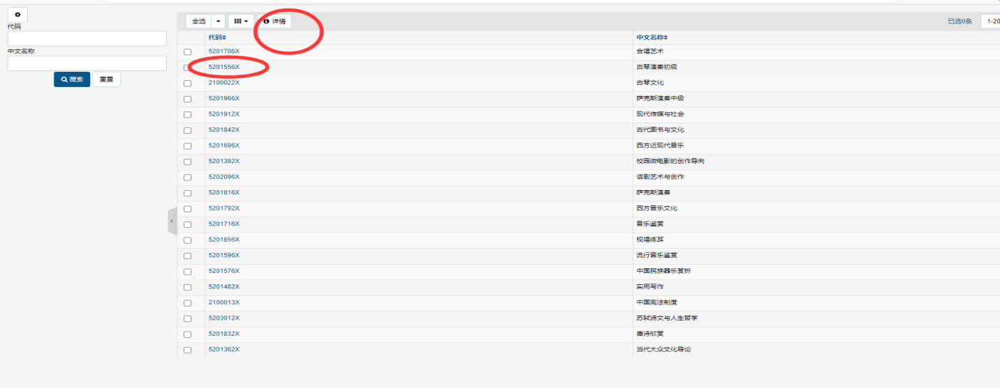 代码
中文名称
搜索 重置
全选 详情 已选0条 1-20
代码 中文名称
5201706X 合唱艺术
5201556X 古琴演奏初级
2100022X 古琴文化
5201966X 萨克斯演奏中级
5201912X 现代传媒与社会
5201842X 古代图书与文化
5201696X 西方近现代音乐
5201392X 校园微电影的创作导向
5202096X 话剧艺术与创作
5201816X 萨克斯演奏
5201792X 西方音乐文化
5201716X 音乐鉴赏
5201656X 视唱练耳
5201596X 流行音乐鉴赏
5201576X 中国民族器乐赏析
5201482X 实用写作
2100013X 中国宪法制度
5203012X 苏轼诗文与人生哲学
5201832X 唐诗欣赏
5201362X 当代大众文化导论